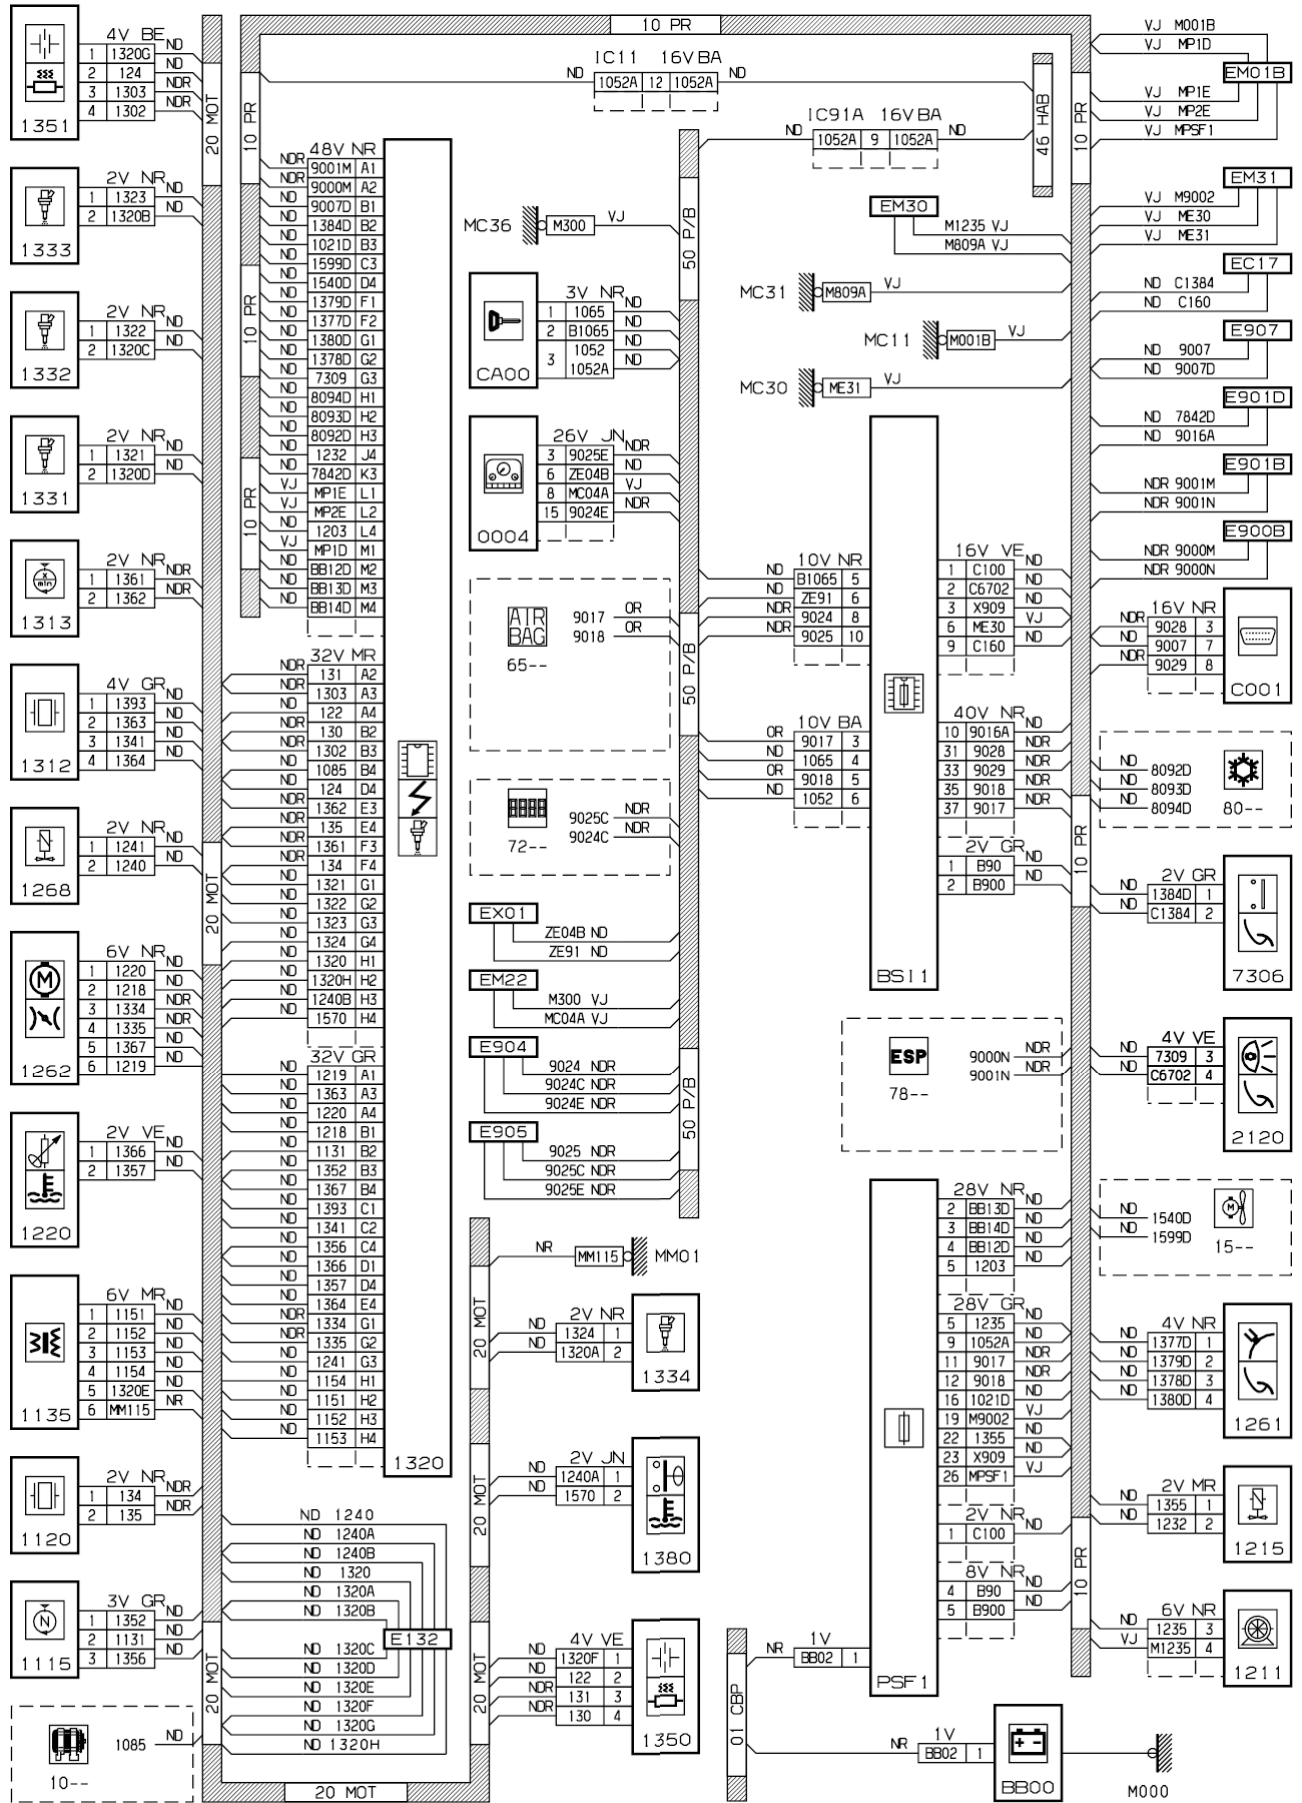 10 PR
4V BE
1 1320G ND
2 124 ND
3 1303 NDR
4 1302 NDR
1351
20 MOT
2V NR
1 1323 ND
2 1320B ND
1333
2V NR
1 1322 ND
2 1320C ND
1332
2V NR
1 1321 ND
2 1320D ND
1331
2V NR
1 1361 NDR
2 1362 NDR
1313
4V GR
1 1393 ND
2 1363 ND
3 1341 ND
4 1364 ND
1312
2V NR
1 1241 ND
2 1240 ND
1268
20 MOT
6V NR
1 1220 ND
2 1218 ND
3 1334 NDR
4 1335 NDR
5 1367 ND
6 1219 ND
1262
2V VE
1 1366 ND
2 1357 ND
1220
6V MR
1 1151 ND
2 1152 ND
3 1153 ND
4 1154 ND
5 1320E ND
6 MM115 NR
1135
2V NR
1 134 NDR
2 135 NDR
1120
3V GR
1 1352 ND
2 1131 ND
3 1356 ND
1115
20 MOT
1085 ND
10--
10 PR
10 PR
10 PR
48V NR
NDR 9001M A1
NDR 9000M A2
ND 9007D B1
ND 1384D B2
ND 1021D B3
ND 1599D C3
ND 1540D D4
ND 1379D F1
ND 1377D F2
ND 1380D G1
ND 1378D G2
ND 7309 G3
ND 8094D H1
ND 8093D H2
ND 8092D H3
ND 1232 J4
ND 7842D K3
VJ MP1E L1
VJ MP2E L2
ND 1203 L4
VJ MP1D M1
ND BB12D M2
ND BB13D M3
ND BB14D M4
32V MR
NDR 131 A2
NDR 1303 A3
ND 122 A4
NDR 130 B2
NDR 1302 B3
ND 1085 B4
ND 124 D4
NDR 1362 E3
NDR 135 E4
NDR 1361 F3
NDR 134 F4
ND 1321 G1
ND 1322 G2
ND 1323 G3
ND 1324 G4
ND 1320 H1
ND 1320H H2
ND 1240B H3
ND 1570 H4
32V GR
ND 1219 A1
ND 1363 A3
ND 1220 A4
ND 1218 B1
ND 1131 B2
ND 1352 B3
ND 1367 B4
ND 1393 C1
ND 1341 C2
ND 1356 C4
ND 1366 D1
ND 1357 D4
ND 1364 E4
NDR 1334 G1
NDR 1335 G2
ND 1241 G3
ND 1154 H1
ND 1151 H2
ND 1152 H3
ND 1153 H4
1320
ND 1240
ND 1240A
ND 1240B
ND 1320
ND 1320A
ND 1320B
E132
ND 1320C
ND 1320D
ND 1320E
ND 1320F
ND 1320G
ND 1320H
20 MOT
IC11 16VBA
ND 1052A 12 1052A ND
46 HAB
IC91A 16VBA
ND 1052A 9 1052A ND
50 P/B
MC36 M300 VJ
3V NR
1 1065 ND
2 B1065 ND
3 1052 ND
1052A ND
CA00
26V JN
3 9025E NDR
6 ZE04B ND
8 MC04A VJ
15 9024E NDR
0004
AIR
BAG
9017 OR
9018 OR
65--
50 P/B
9025C NDR
9024C NDR
72--
EX01
ZE04B ND
ZE91 ND
EM22
M300 VJ
MC04A VJ
E904
9024 NDR
9024C NDR
9024E NDR
50 P/B
E905
9025 NDR
9025C NDR
9025E NDR
20 MOT
NR MM115 MM01
2V NR
ND 1324 1
ND 1320A 2
1334
20 MOT
2V JN
ND 1240A 1
ND 1570 2
1380
20 MOT
4V VE
ND 1320F 1
ND 122 2
NDR 131 3
NDR 130 4
1350
EM30
M1235 VJ
M809A VJ
MC31 M809A VJ
MC11 M001B VJ
MC30 ME31 VJ
10V NR
ND B1065 5
ND ZE91 6
NDR 9024 8
NDR 9025 10
10V BA
OR 9017 3
ND 1065 4
OR 9018 5
ND 1052 6
16V VE
1 C100 ND
2 C6702 ND
3 X909 ND
6 ME30 VJ
9 C160 ND
40V NR
10 9016A ND
31 9028 NDR
33 9029 NDR
35 9018 NDR
37 9017 NDR
2V GR
1 B90 ND
2 B900 ND
BSI1
ESP
9000N NDR
9001N NDR
78--
28V NR
2 BB13D ND
3 BB14D ND
4 BB12D ND
5 1203 ND
28V GR
5 1235 ND
9 1052A ND
11 9017 NDR
12 9018 NDR
16 1021D ND
19 M9002 VJ
22 1355 ND
23 X909 ND
26 MPSF1 VJ
2V NR
1 C100 ND
8V NR
4 B90 ND
5 B900 ND
PSF1
01 CBP
1V
NR BB02 1
1V
NR BB02 1
BB00
M000
10 PR
VJ M001B
VJ MP1D
EM01B
VJ MP1E
VJ MP2E
VJ MPSF1
EM31
VJ M9002
VJ ME30
VJ ME31
EC17
ND C1384
ND C160
E907
ND 9007
ND 9007D
E901D
ND 7842D
ND 9016A
E901B
NDR 9001M
NDR 9001N
E900B
NDR 9000M
NDR 9000N
16V NR
NDR 9028 3
ND 9007 7
NDR 9029 8
C001
ND 8092D
ND 8093D
ND 8094D
80--
10 PR
2V GR
ND 1384D 1
ND C1384 2
7306
4V VE
ND 7309 3
ND C6702 4
2120
ND 1540D
ND 1599D
15--
4V NR
ND 1377D 1
ND 1379D 2
ND 1378D 3
ND 1380D 4
1261
2V MR
ND 1355 1
ND 1232 2
1215
10 PR
6V NR
ND 1235 3
VJ M1235 4
1211